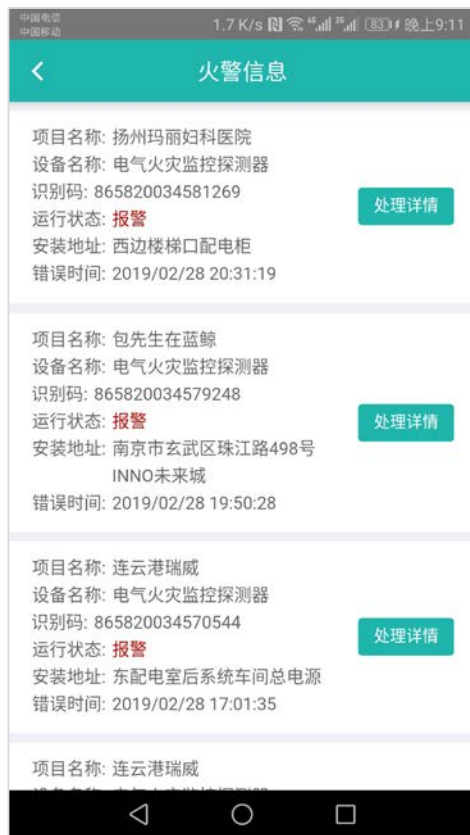 中国电信
中国移动
1.7 K/s 4G 2G 83 晚上9:11
火警信息
项目名称: 扬州玛丽妇科医院
设备名称: 电气火灾监控探测器
识别码: 865820034581269
运行状态: 报警
安装地址: 西边楼梯口配电柜
错误时间: 2019/02/28 20:31:19
处理详情
项目名称: 包先生在蓝鲸
设备名称: 电气火灾监控探测器
识别码: 865820034579248
运行状态: 报警
安装地址: 南京市玄武区珠江路498号
INNO未来城
错误时间: 2019/02/28 19:50:28
处理详情
项目名称: 连云港瑞威
设备名称: 电气火灾监控探测器
识别码: 865820034570544
运行状态: 报警
安装地址: 东配电室后系统车间总电源
错误时间: 2019/02/28 17:01:35
处理详情
项目名称: 连云港瑞威